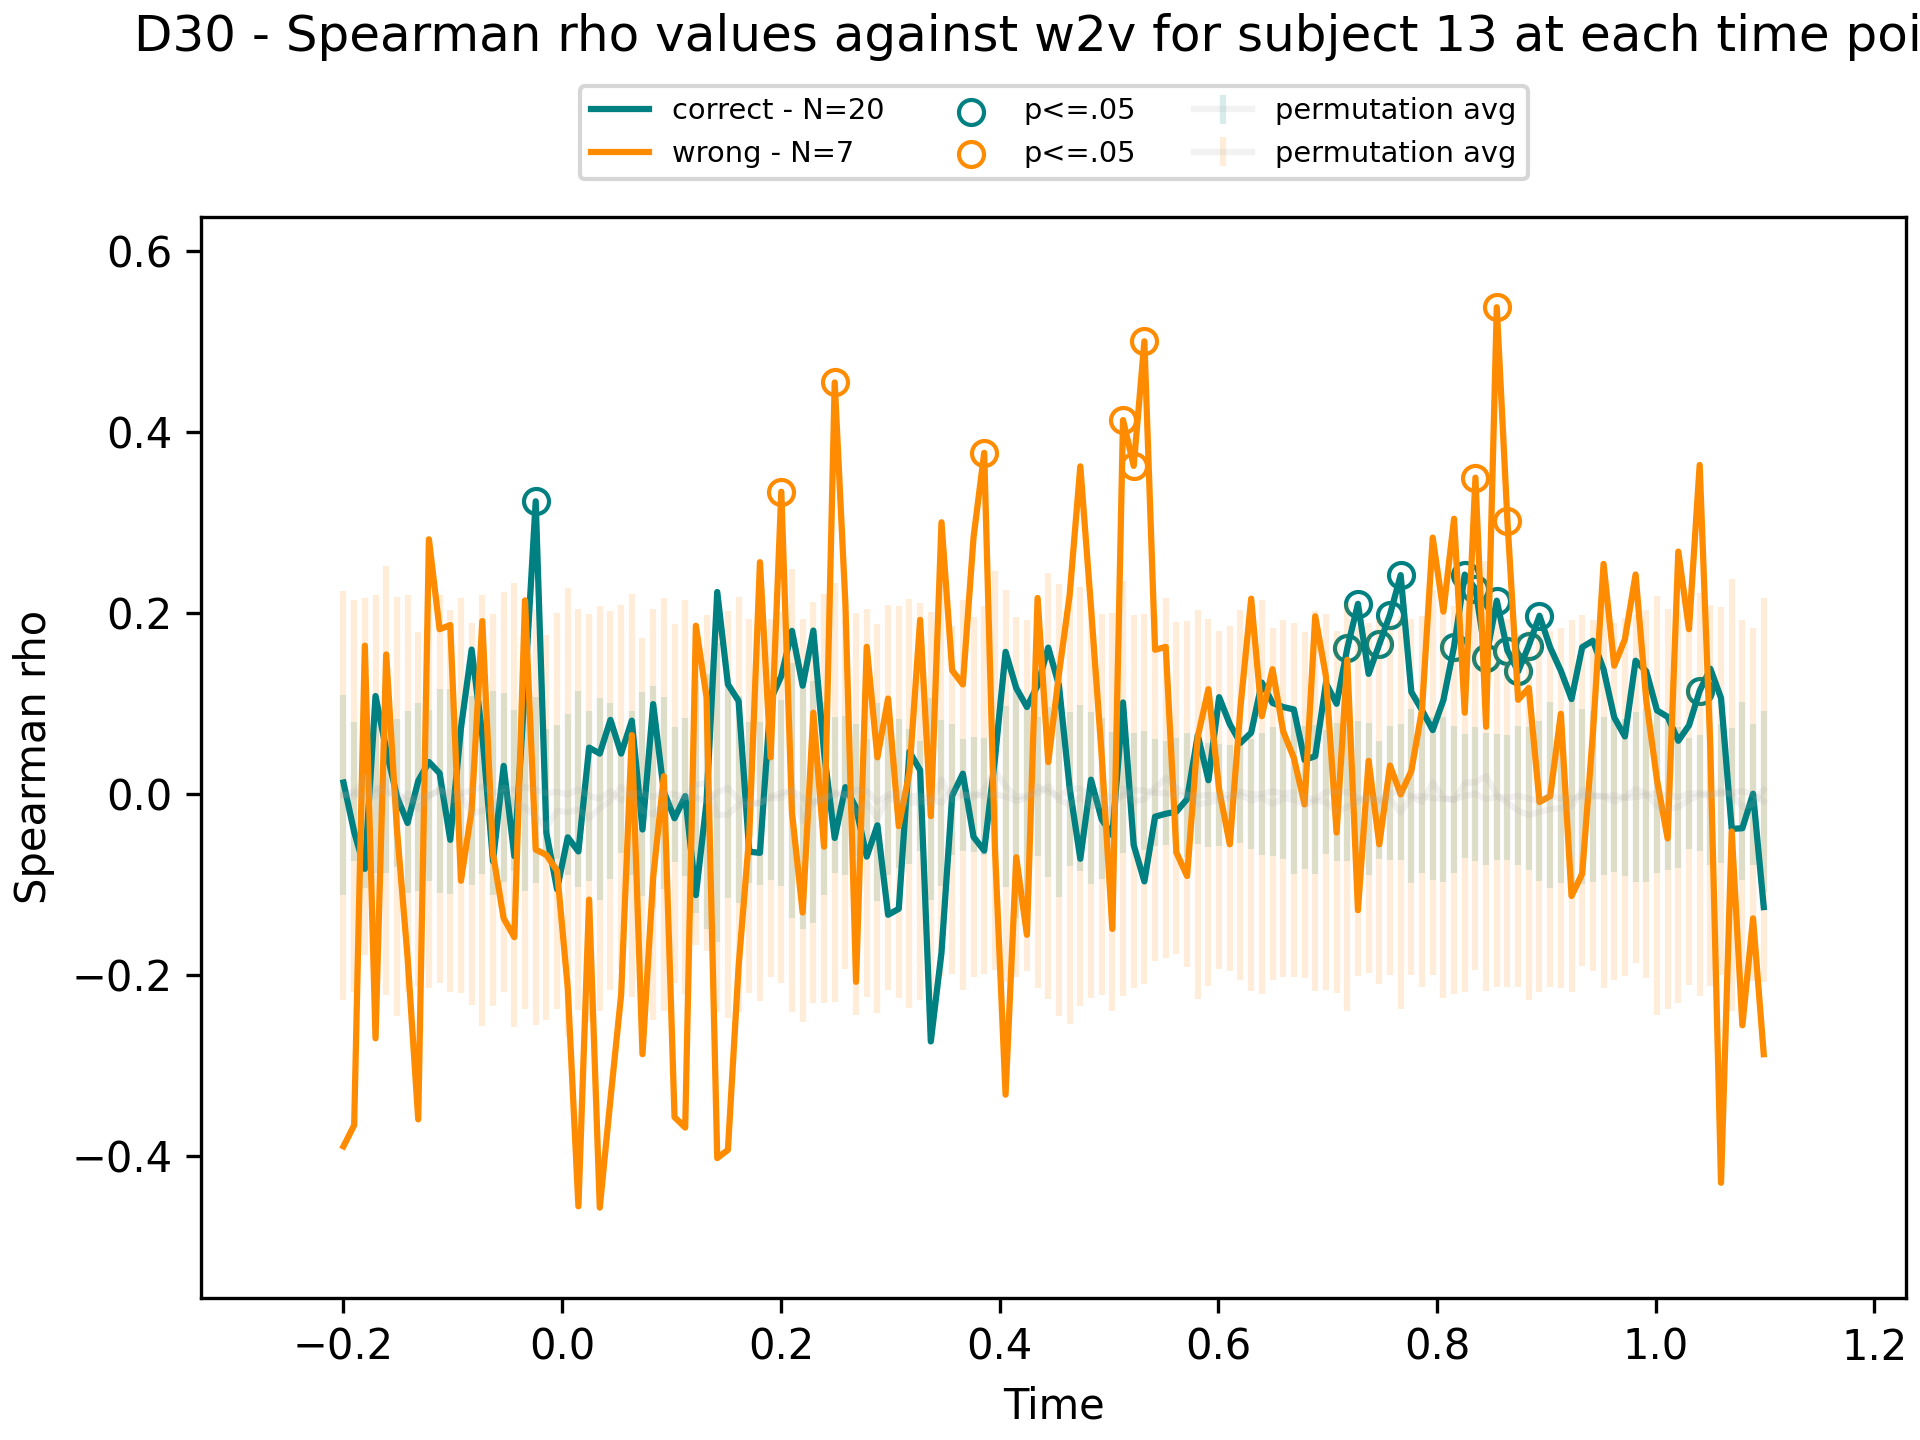 D30 - Spearman rho values against w2v for subject 13 at each time poi
correct - N=20
wrong - N=7
p<=.05
p<=.05
permutation avg
permutation avg
Spearman rho
0.6
0.4
0.2
0.0
−0.2
−0.4
−0.2
0.0
0.2
0.4
0.6
0.8
1.0
1.2
Time